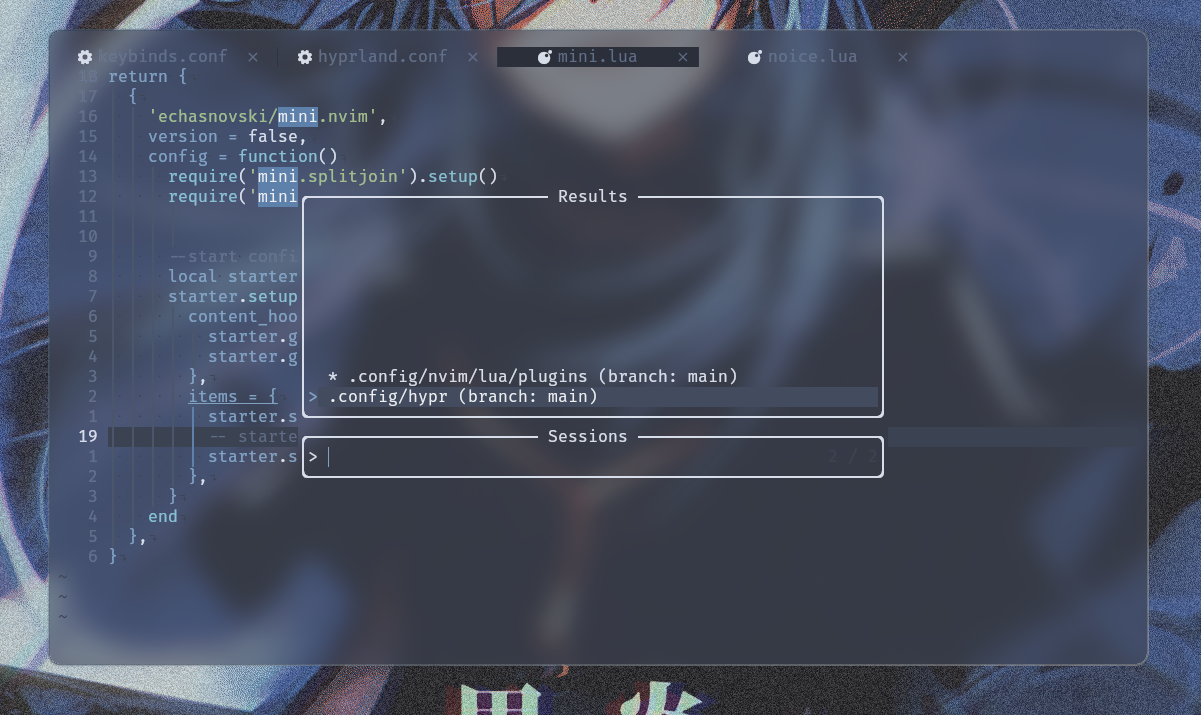 keybinds.conf × hyprland.conf × mini.lua × noice.lua ×
18 return {
17 {
16 'echasnovski/mini.nvim',
15 version = false,
14 config = function()
13 require('mini.splitjoin').setup()
12 require('mini
11
10
9 --start confi
8 local starter
7 starter.setup
6 content_hoo
5 starter.g
4 starter.g
3 },
2 items = {
1 starter.s
19 -- starte
1 starter.s
2 },
3 }
4 end
5 },
6 }
~
~
~
Results
* .config/nvim/lua/plugins (branch: main)
> .config/hypr (branch: main)
Sessions
> 2 / 2